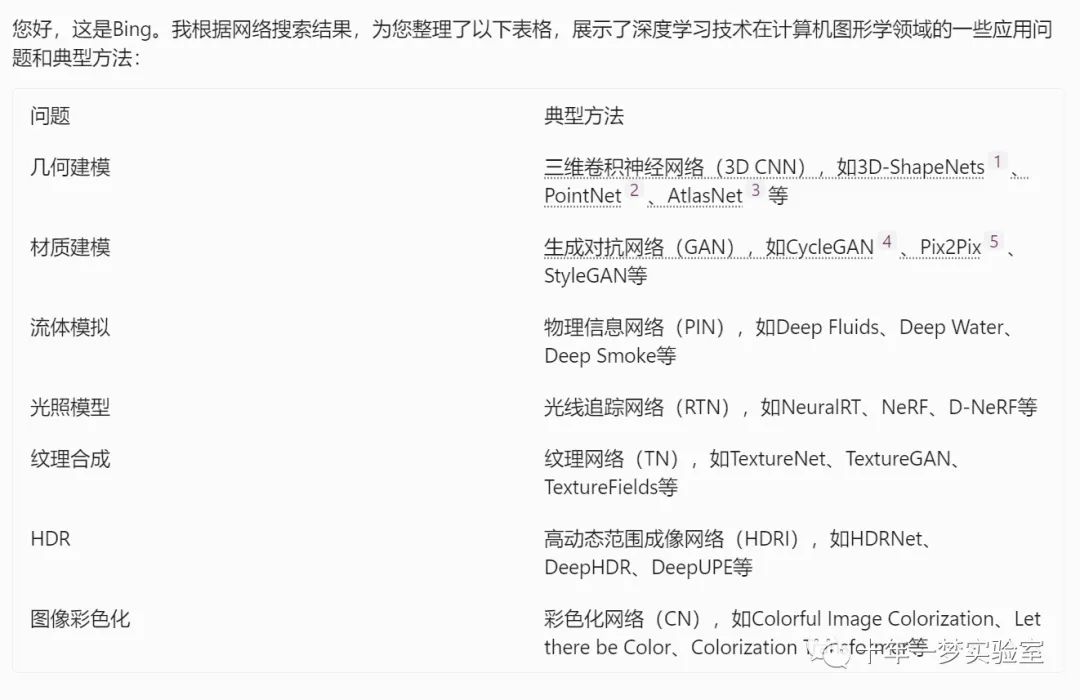 您好，这是Bing。我根据网络搜索结果，为您整理了以下表格，展示了深度学习技术在计算机图形学领域的一些应用问
题和典型方法：
问题 典型方法
几何建模 三维卷积神经网络（3D CNN），如3D-ShapeNets 1 、
PointNet 2 、AtlasNet 3 等
材质建模 生成对抗网络（GAN），如CycleGAN 4 、Pix2Pix 5 、
StyleGAN等
流体模拟 物理信息网络（PIN），如Deep Fluids、Deep Water、
Deep Smoke等
光照模型 光线追踪网络（RTN），如NeuralRT、NeRF、D-NeRF等
纹理合成 纹理网络（TN），如TextureNet、TextureGAN、
TextureFields等
HDR 高动态范围成像网络（HDRI），如HDRNet、
DeepHDR、DeepUPE等
图像彩色化 彩色化网络（CN），如Colorful Image Colorization、Let
there be Color、Colorization Transformer等
十年一梦实验室